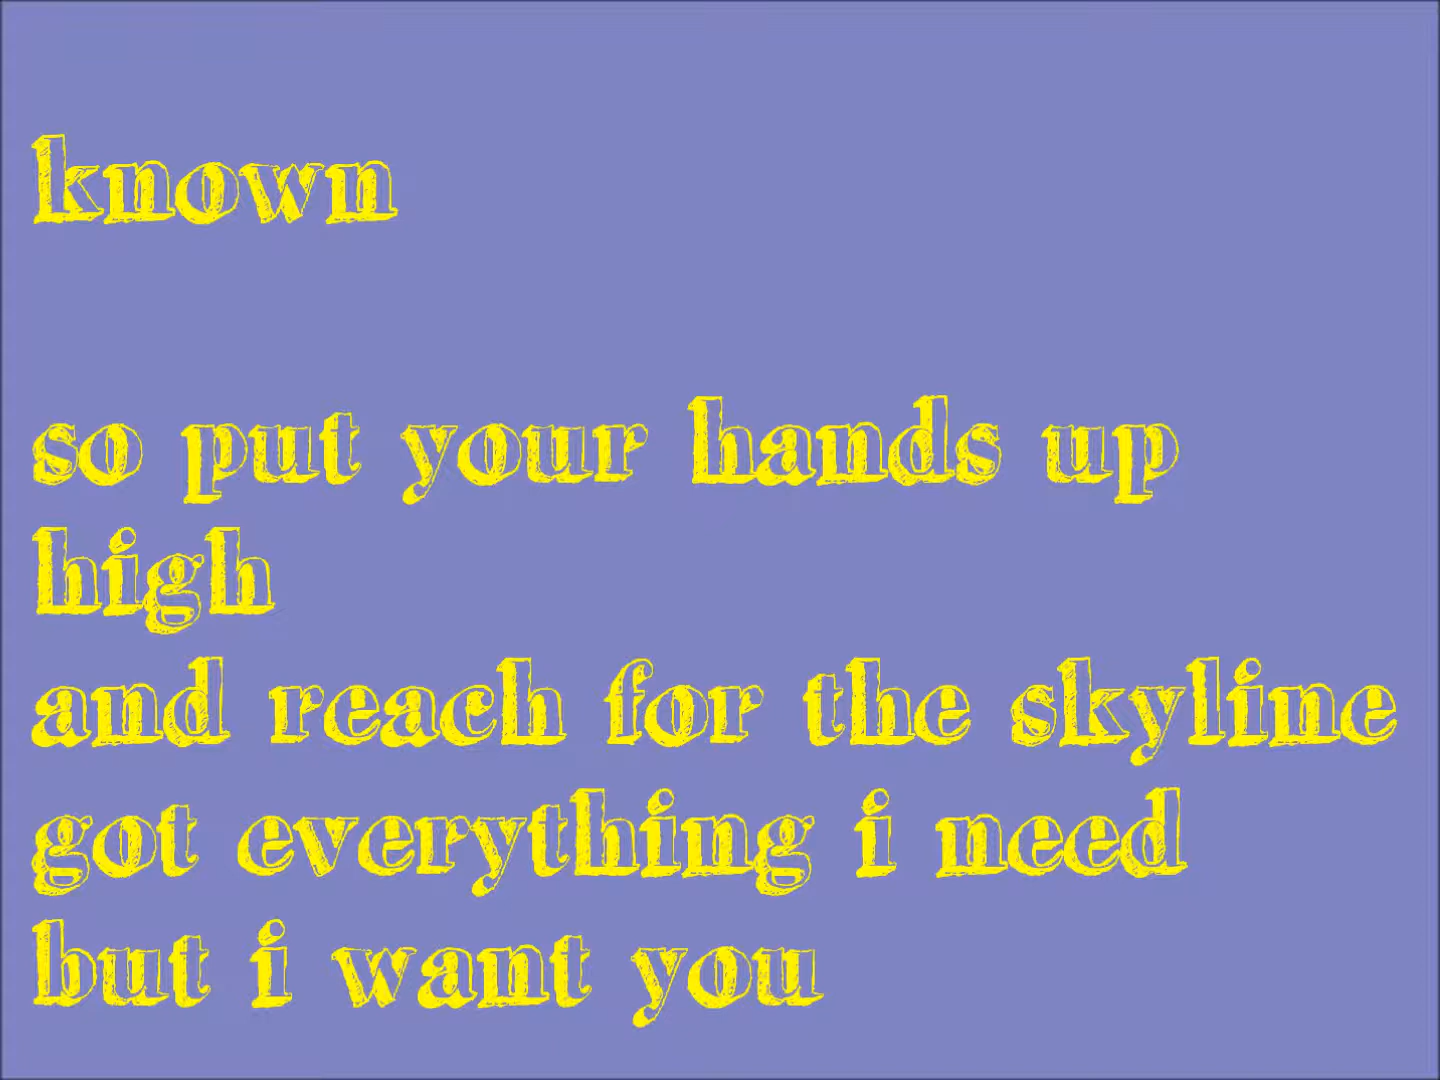 known
so put your hands up
high
and reach for the skyline
got everything i need
but i want you